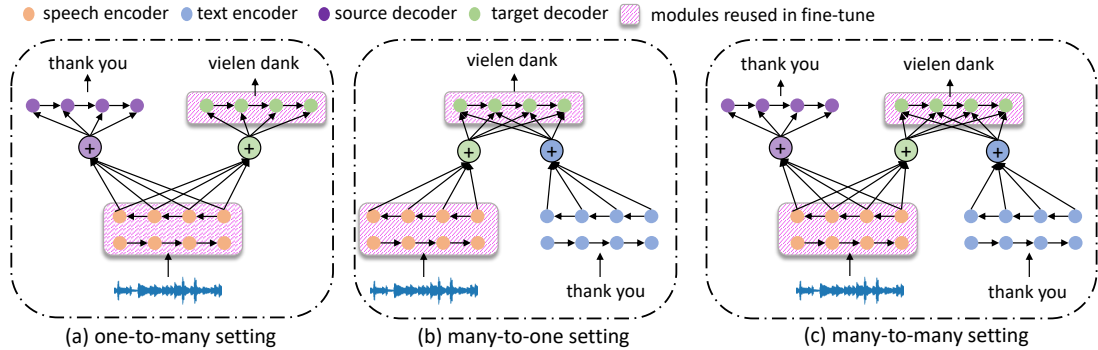 speech encoder text encoder source decoder target decoder modules reused in fine-tune
thank you vielen dank
+ +
(a) one-to-many setting
vielen dank
+ +
thank you
(b) many-to-one setting
thank you vielen dank
+ + +
thank you
(c) many-to-many setting